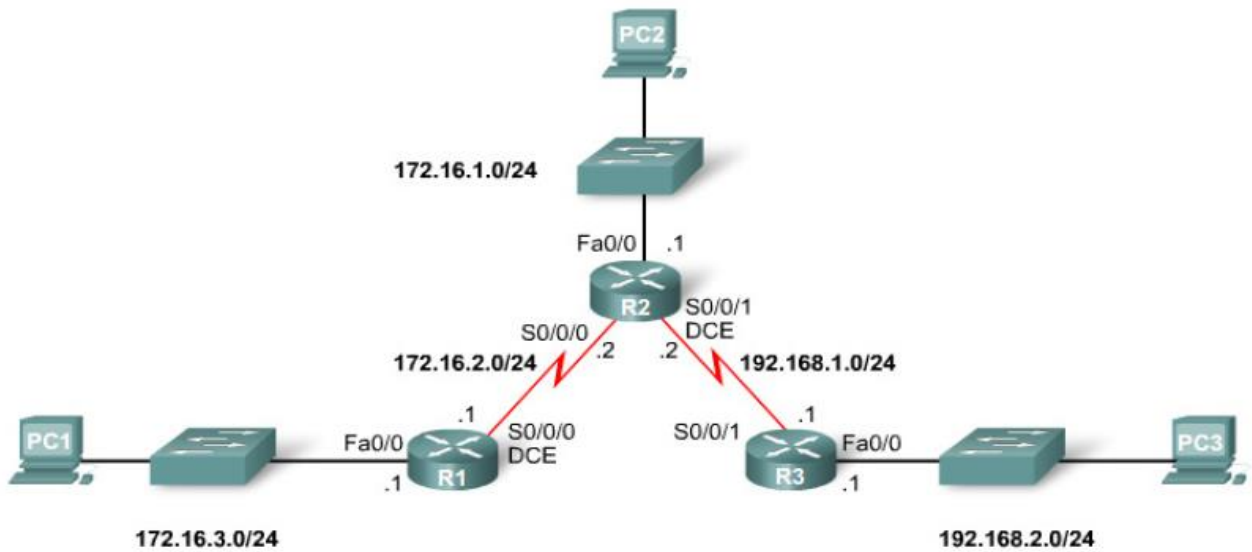 PC2
172.16.1.0/24
Fa0/0 .1
R2
S0/0/1
DCE
S0/0/0
.2 .2
172.16.2.0/24
192.168.1.0/24
.1
S0/0/0
DCE
S0/0/1
.1
PC1
Fa0/0
R1
.1
R3
Fa0/0
.1
PC3
172.16.3.0/24
192.168.2.0/24